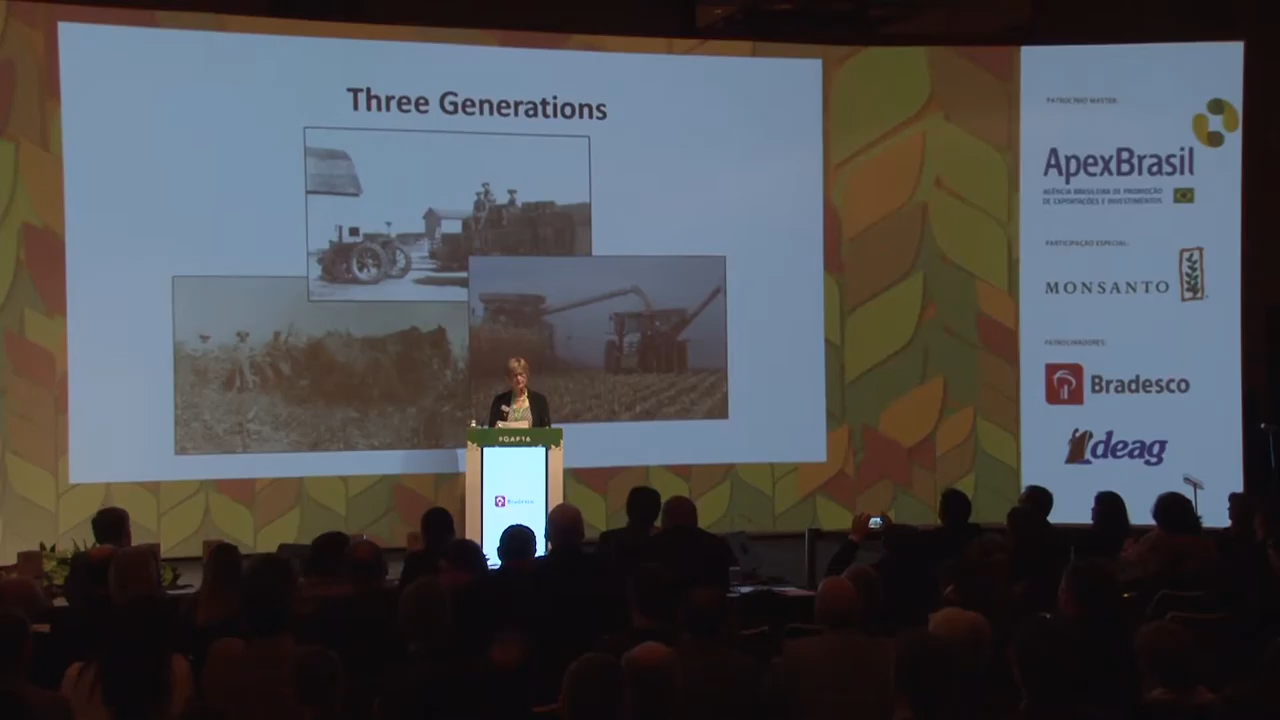 Three Generations
PATROCÍNIO MASTER:
ApexBrasil
AGÊNCIA BRASILEIRA DE PROMOÇÃO
DE EXPORTAÇÕES E INVESTIMENTOS
PARTICIPAÇÃO ESPECIAL:
MONSANTO
PATROCINADORES:
Bradesco
deag
#GAF16
Bradesco